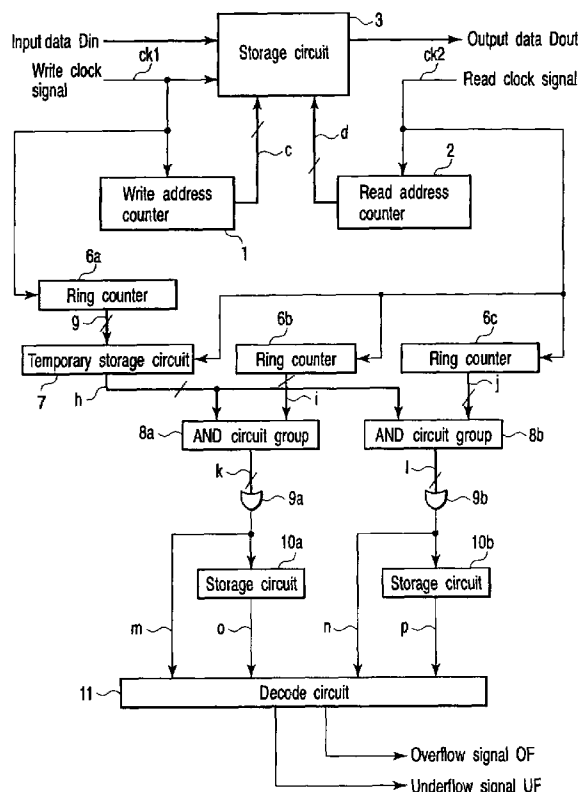 3
Input data Din
Storage circuit
Output data Dout
Write clock
signal
ck1
ck2
Read clock signal
c
d
2
Write address
counter
Read address
counter
1
6a
Ring counter
g
6b
6c
Temporary storage circuit
Ring counter
Ring counter
7
h
i
j
8a
AND circuit group
AND circuit group
8b
k
l
9a
9b
10a
10b
Storage circuit
Storage circuit
m
o
n
p
11
Decode circuit
Overflow signal OF
Underflow signal UF